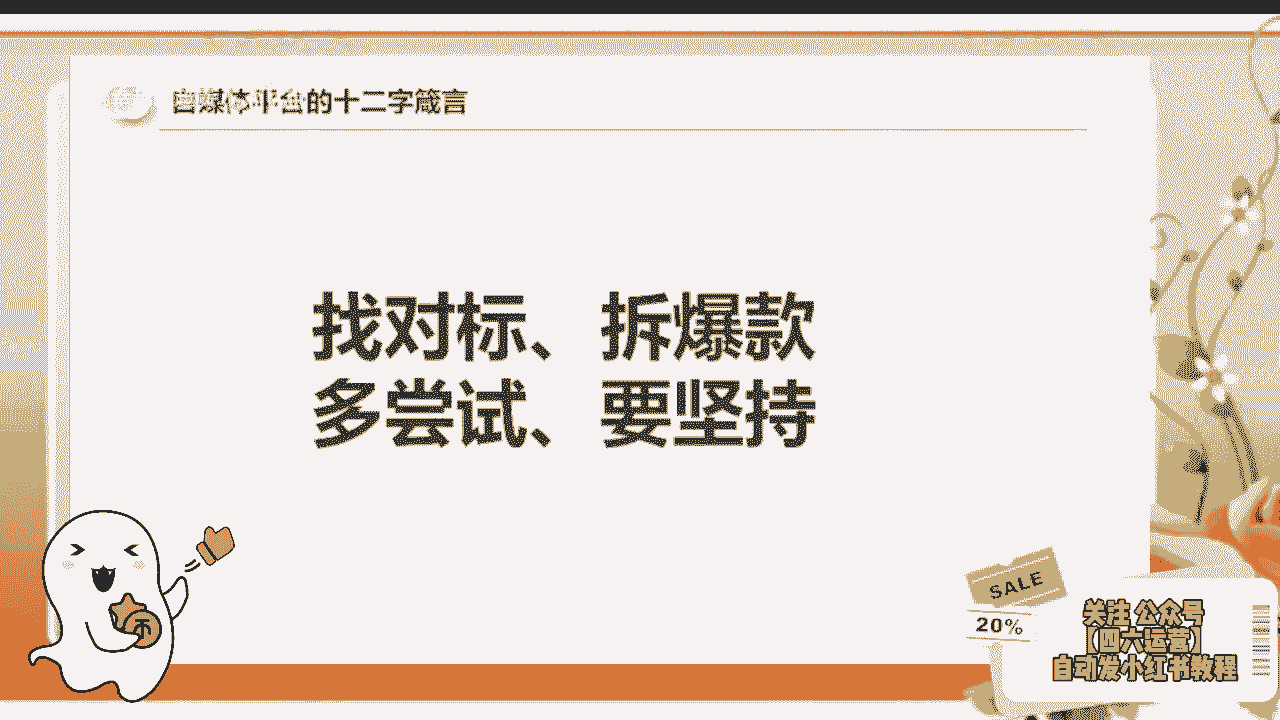 自媒体平台的十二字箴言
找对标、拆爆款
多尝试、要坚持
SALE
20%
关注 公众号
【四六运营】
自动发小红书教程